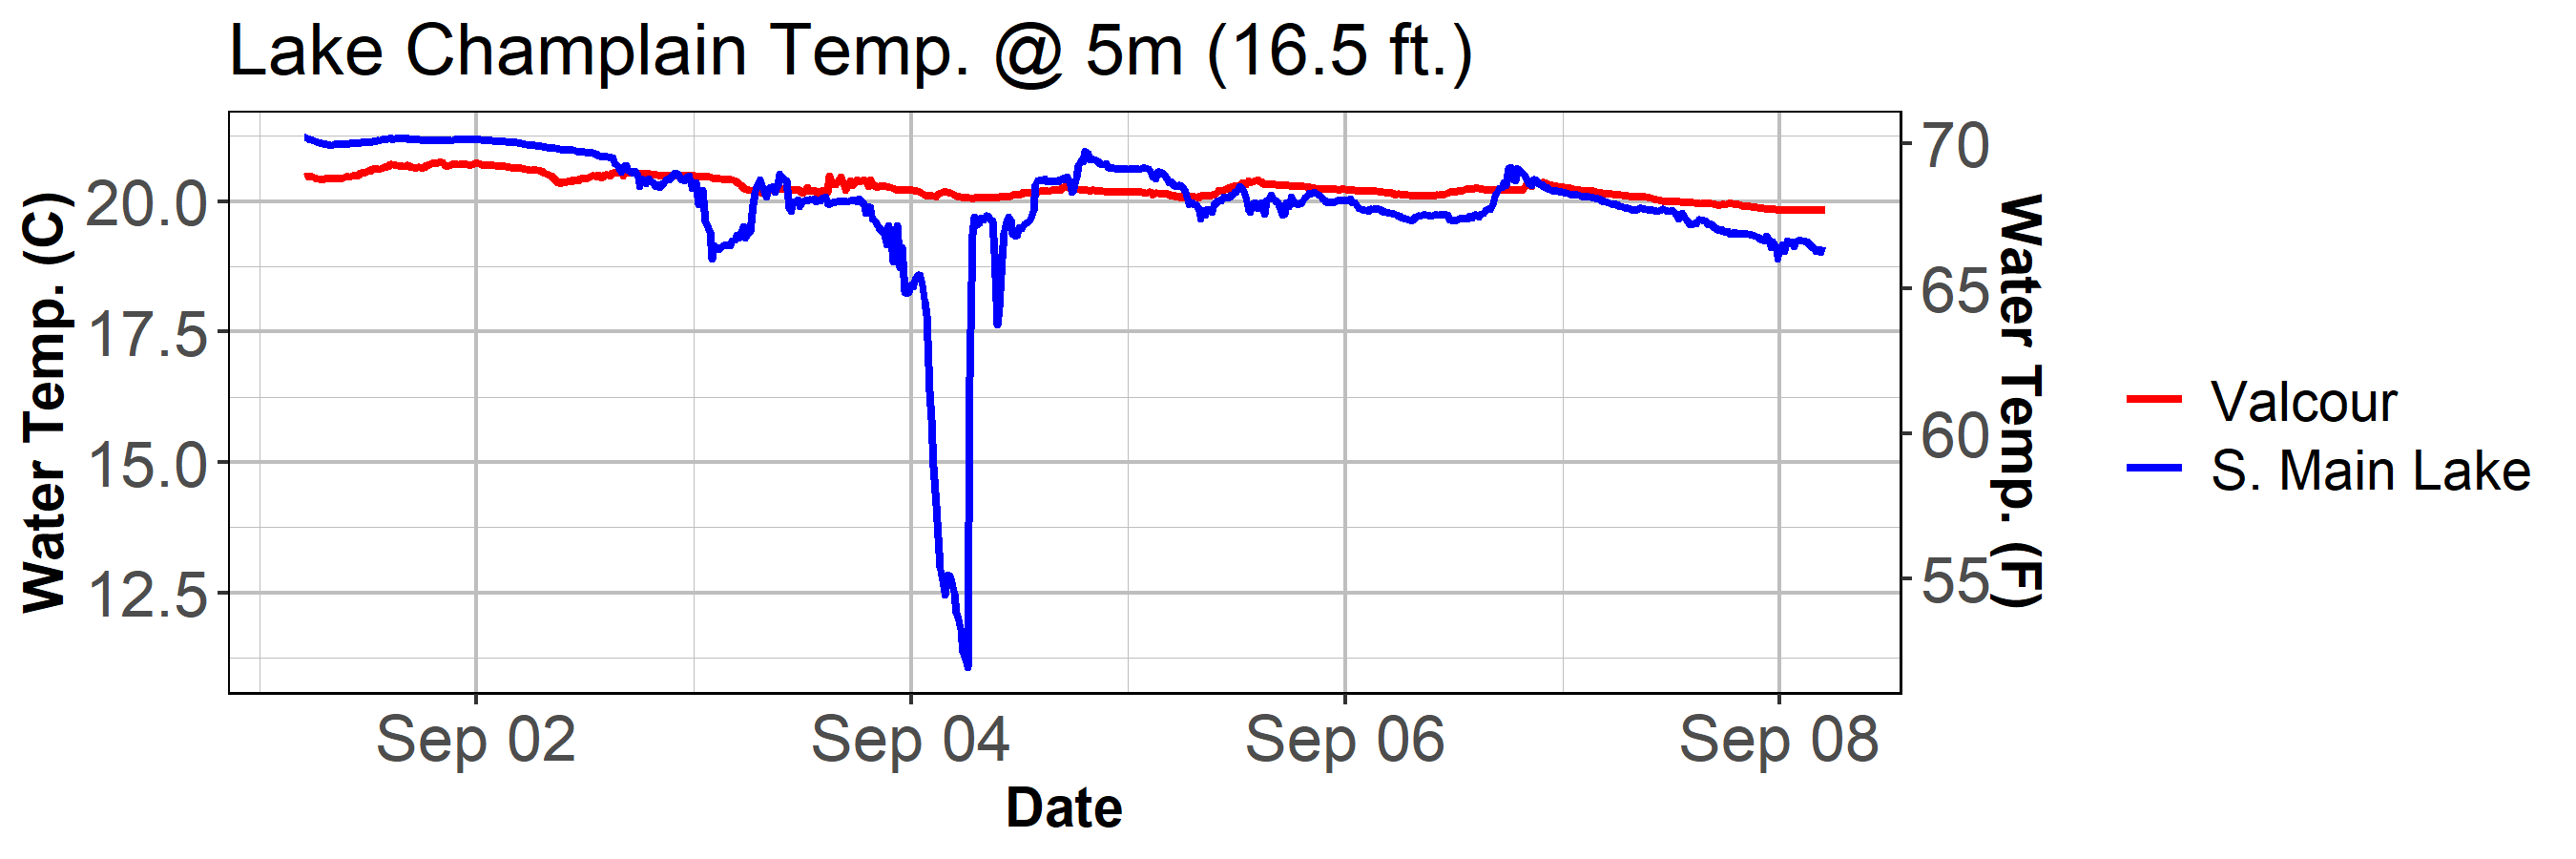 Lake Champlain Temp. @ 5m (16.5 ft.)
Water Temp. (C)
20.0
17.5
15.0
12.5
70
65
60
55
Water Temp. (F)
Sep 02
Sep 04
Sep 06
Sep 08
Date
Valcour
S. Main Lake